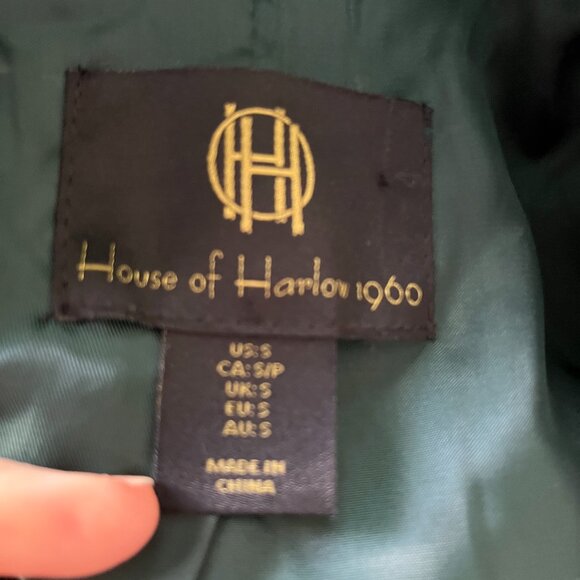 H
House of Harlow 1960
US: S
CA: S/P
UK: S
EU: S
AU: S
MADE IN
CHINA